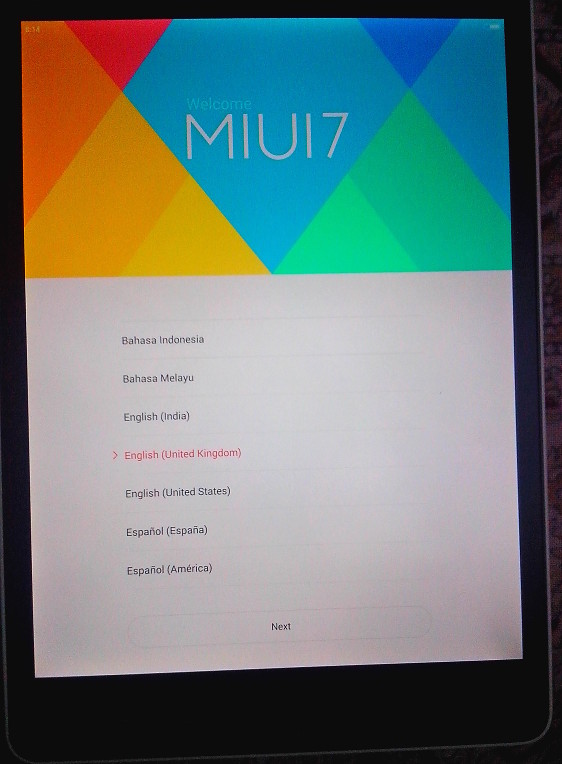 8:14
Welcome
MIUI7
Bahasa Indonesia
Bahasa Melayu
English (India)
English (United Kingdom)
English (United States)
Español (España)
Español (América)
Next